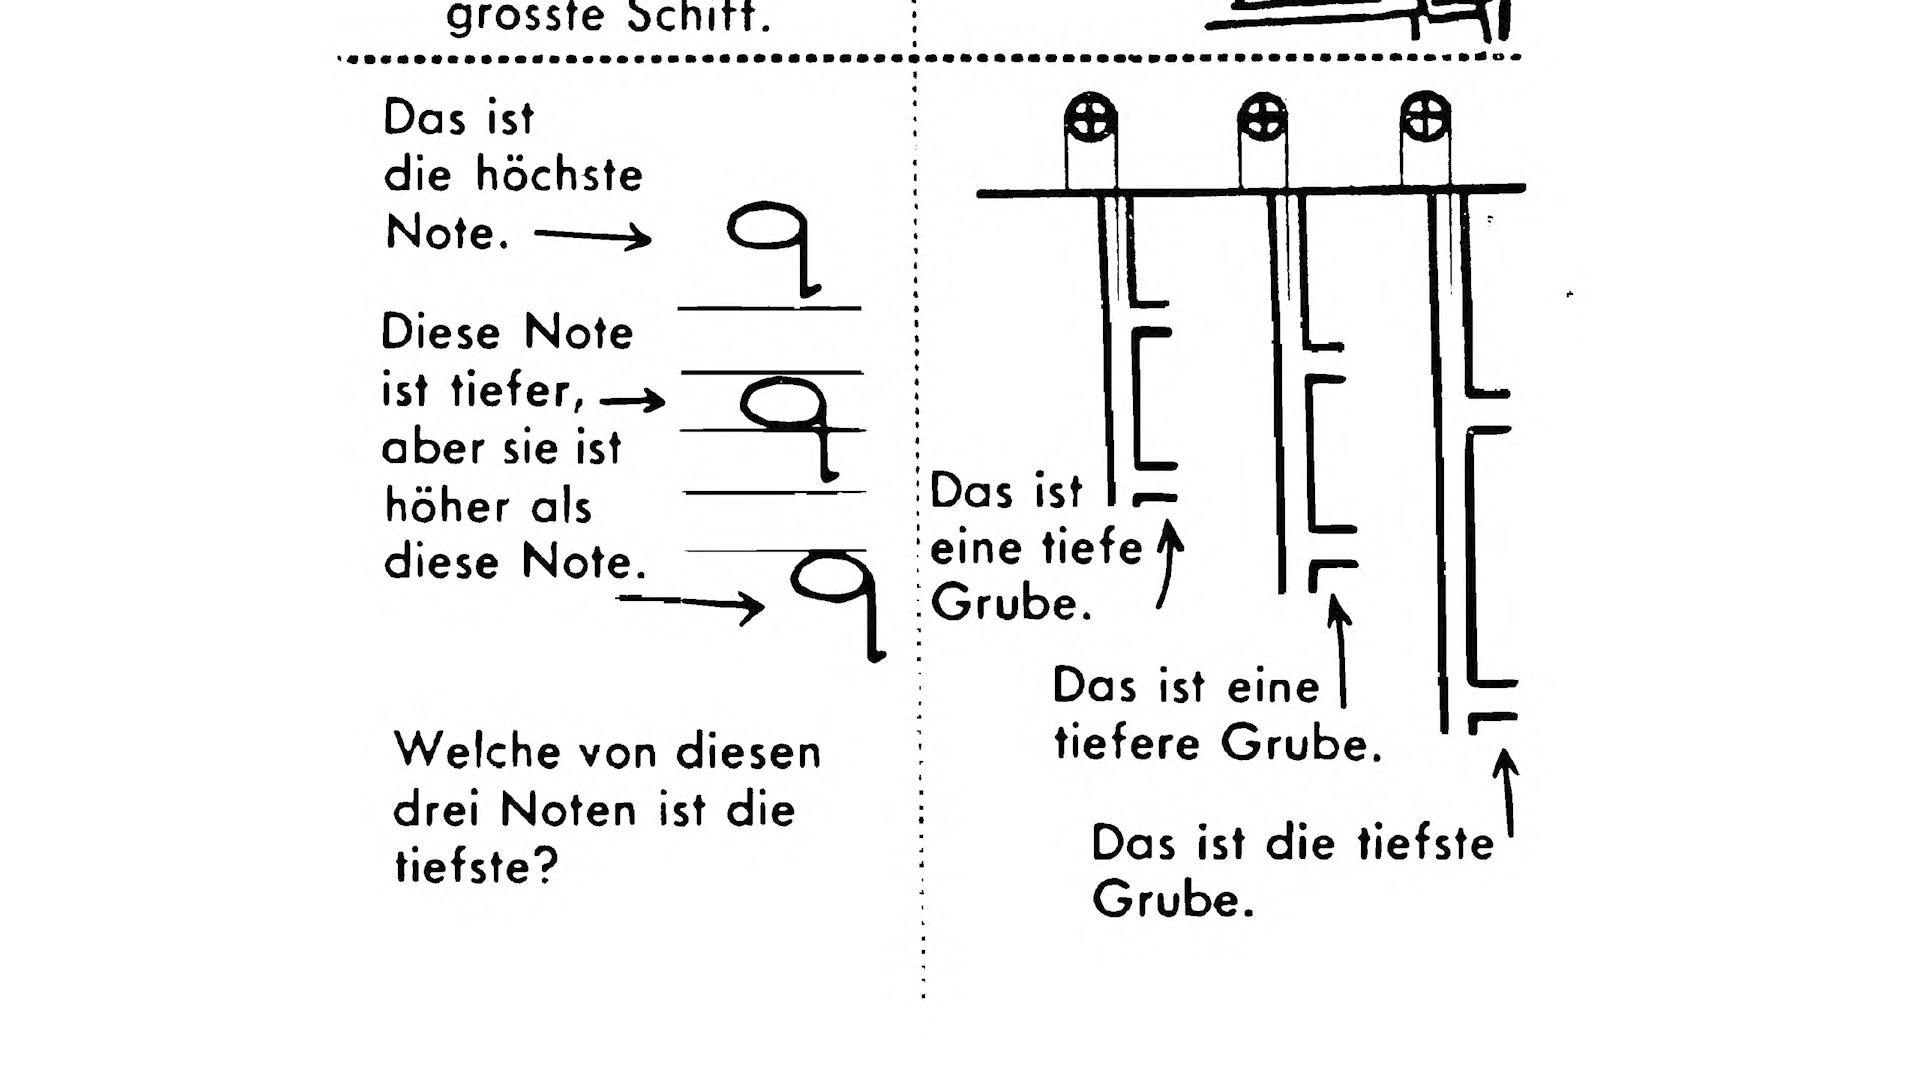 grösste Schiff.
Das ist
die höchste
Note.
Diese Note
ist tiefer,
aber sie ist
höher als
diese Note.
Welche von diesen
drei Noten ist die
tiefste?
Das ist
eine tiefe
Grube.
Das ist eine
tiefere Grube.
Das ist die tiefste
Grube.